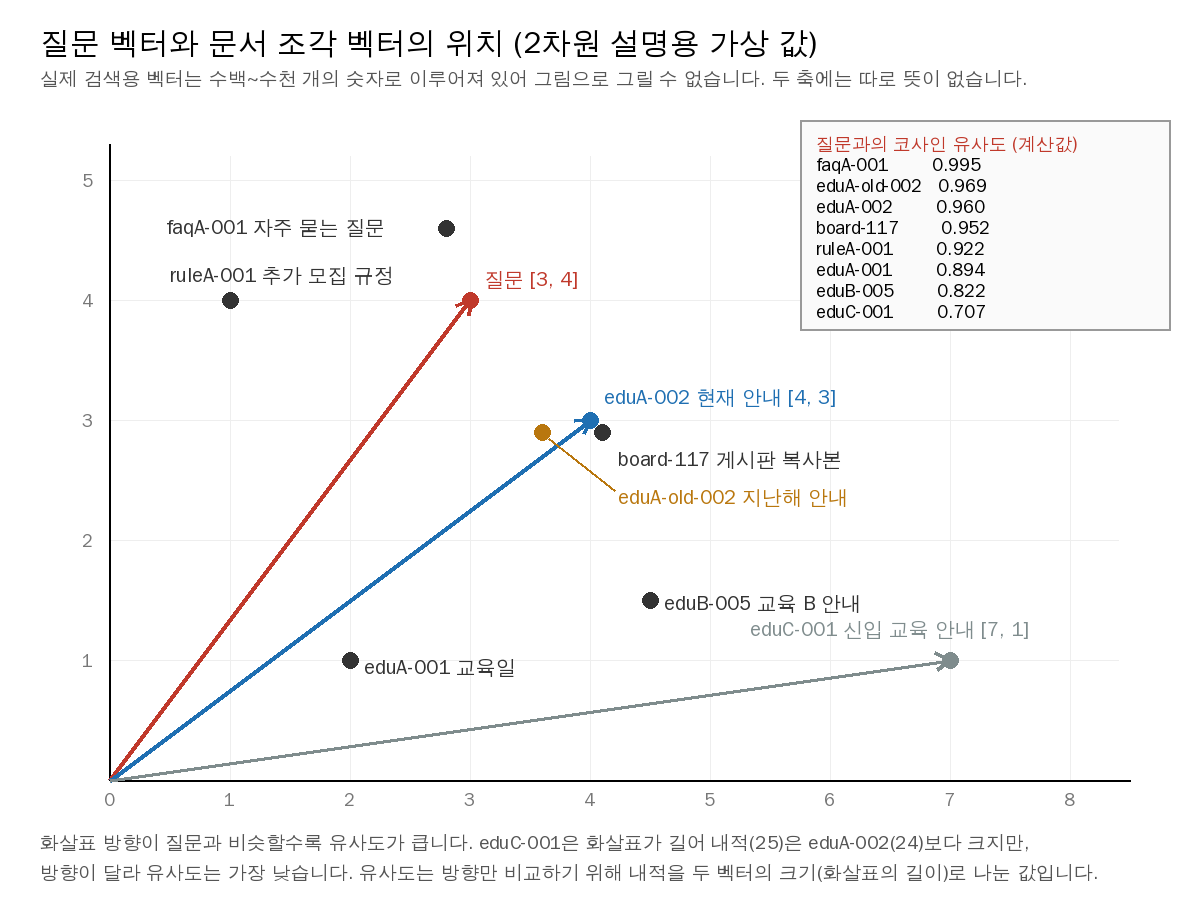 질문 벡터와 문서 조각 벡터의 위치 (2차원 설명용 가상 값)
실제 검색용 벡터는 수백~수천 개의 숫자로 이루어져 있어 그림으로 그릴 수 없습니다. 두 축에는 따로 뜻이 없습니다.
질문과의 코사인 유사도 (계산값)
faqA-001 0.995
eduA-old-002 0.969
eduA-002 0.960
board-117 0.952
ruleA-001 0.922
eduA-001 0.894
eduB-005 0.822
eduC-001 0.707
5
faqA-001 자주 묻는 질문
ruleA-001 추가 모집 규정
질문 [3, 4]
4
eduA-002 현재 안내 [4, 3]
3
board-117 게시판 복사본
eduA-old-002 지난해 안내
2
eduB-005 교육 B 안내
eduC-001 신입 교육 안내 [7, 1]
1
eduA-001 교육일
0 1 2 3 4 5 6 7 8
화살표 방향이 질문과 비슷할수록 유사도가 큽니다. eduC-001은 화살표가 길어 내적(25)은 eduA-002(24)보다 크지만,
방향이 달라 유사도는 가장 낮습니다. 유사도는 방향만 비교하기 위해 내적을 두 벡터의 크기(화살표의 길이)로 나눈 값입니다.